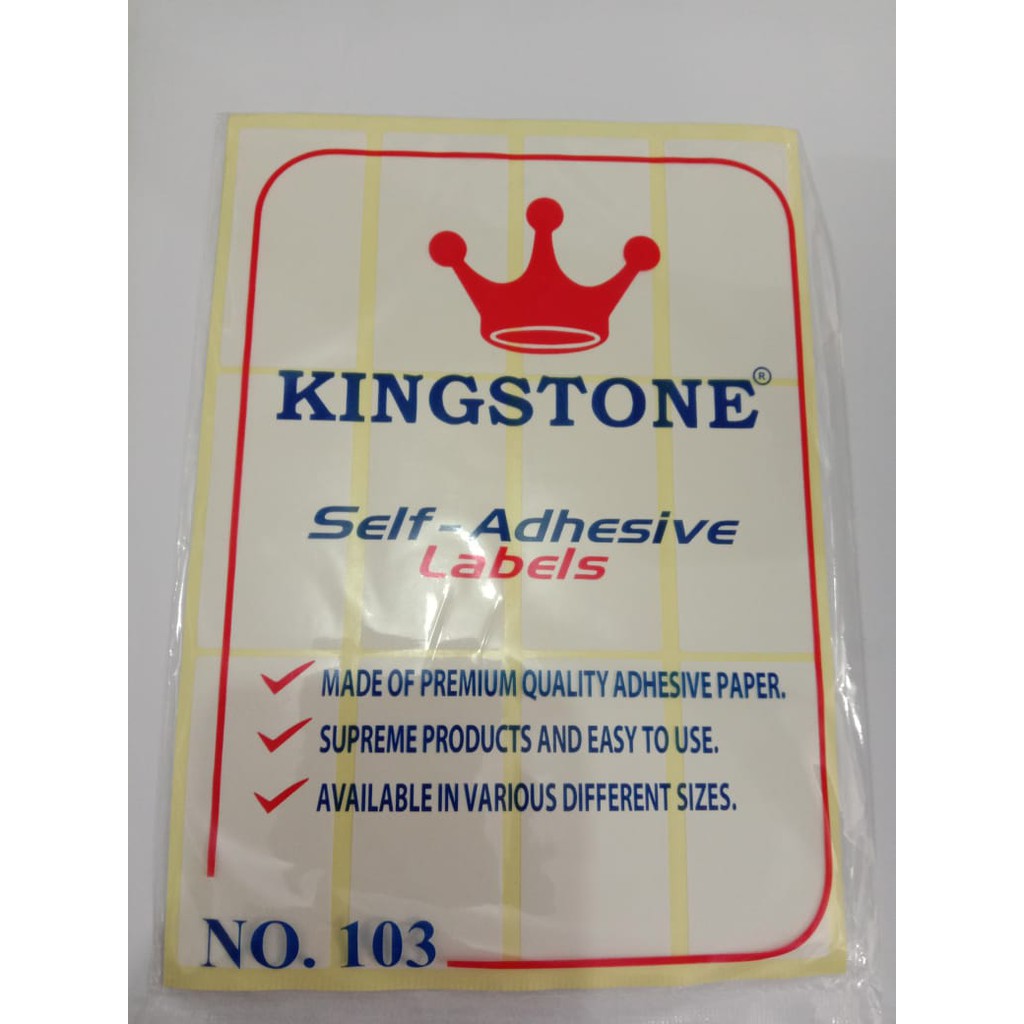 KINGSTONE®
Self-Adhesive
Labels
MADE OF PREMIUM QUALITY ADHESIVE PAPER.
SUPREME PRODUCTS AND EASY TO USE.
AVAILABLE IN VARIOUS DIFFERENT SIZES.
NO. 103